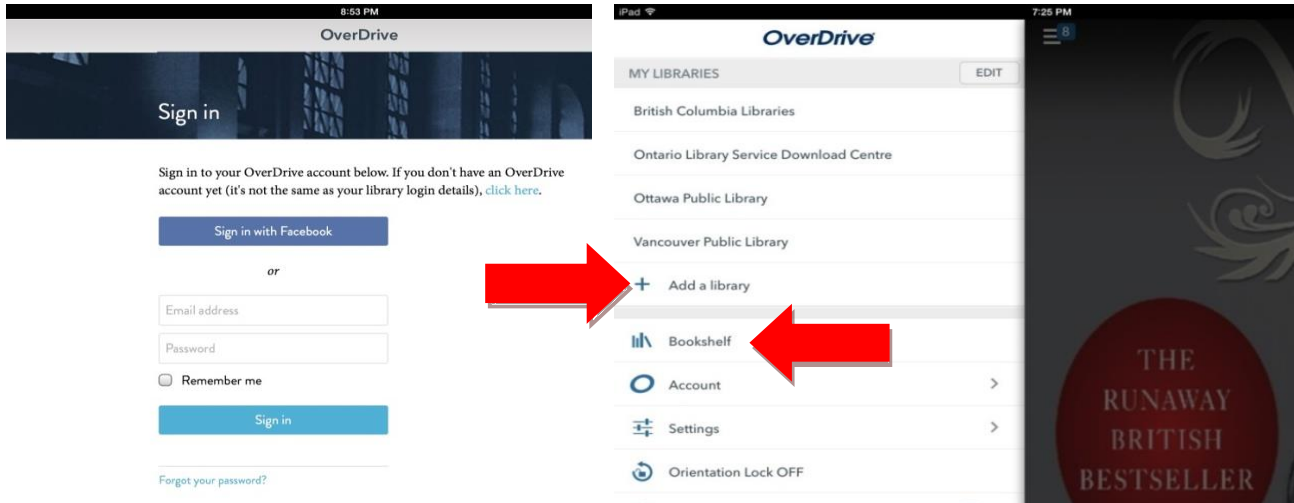 8:53 PM
OverDrive
Sign in
Sign in to your OverDrive account below. If you don't have an OverDrive
account yet (it's not the same as your library login details), click here.
Sign in with Facebook
or
Email address
Password
Remember me
Sign in
Forgot your password?
iPad
7:25 PM
OverDrive
8
MY LIBRARIES
EDIT
British Columbia Libraries
Ontario Library Service Download Centre
Ottawa Public Library
Vancouver Public Library
+ Add a library
Bookshelf
Account >
Settings >
Orientation Lock OFF
THE
RUNAWAY
BRITISH
BESTSELLER